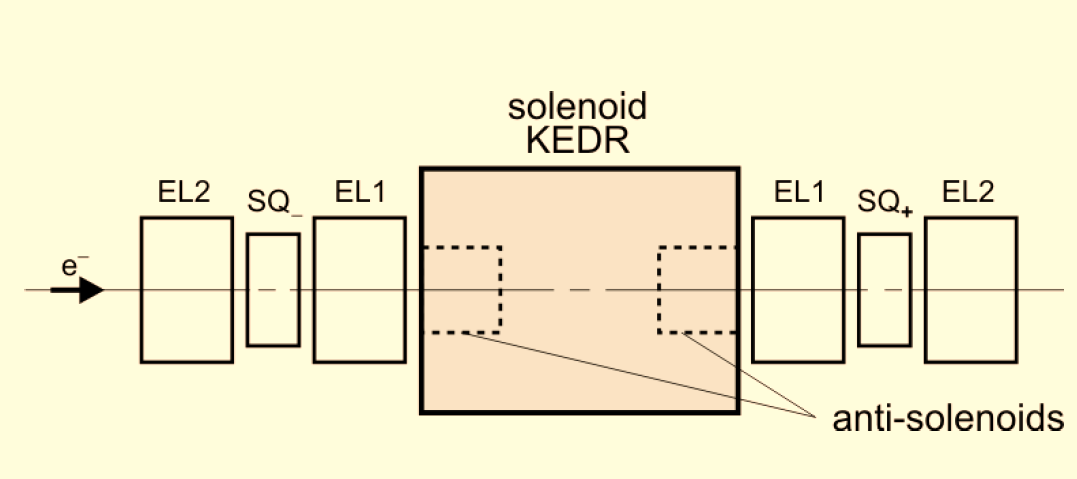 solenoid
KEDR
EL2
SQ₋
EL1
EL1
SQ₊
EL2
e⁻
anti-solenoids